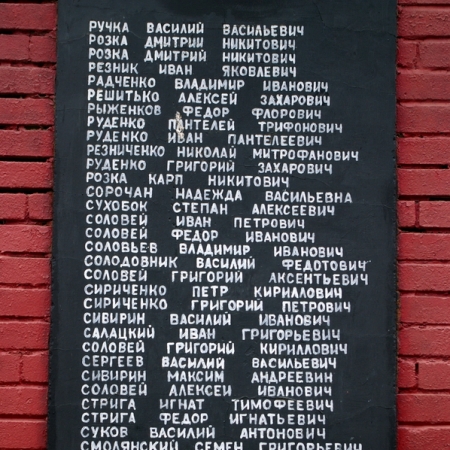 РУЧКА ВАСИЛИЙ ВАСИЛЬЕВИЧ
РОЗКА ДМИТРИЙ НИКИТОВИЧ
РОЗКА ДМИТРИЙ НИКИТОВИЧ
РЕЗНИК ИВАН ЯКОВЛЕВИЧ
РАДЧЕНКО ВЛАДИМИР ИВАНОВИЧ
РЕШИТЬКО АЛЕКСЕЙ ЗАХАРОВИЧ
РЫЖЕНКОВ ФЕДОР ФЛОРОВИЧ
РУДЕНКО ПАНТЕЛЕЙ ТРИФОНОВИЧ
РУДЕНКО ИВАН ПАНТЕЛЕЕВИЧ
РЕЗНИЧЕНКО НИКОЛАЙ МИТРОФАНОВИЧ
РУДЕНКО ГРИГОРИЙ ЗАХАРОВИЧ
РОЗКА КАРП НИКИТОВИЧ
СОРОЧАН НАДЕЖДА ВАСИЛЬЕВНА
СУХОБОК СТЕПАН АЛЕКСЕЕВИЧ
СОЛОВЕЙ ИВАН ПЕТРОВИЧ
СОЛОВЕЙ ФЕДОР ИВАНОВИЧ
СОЛОВЬЕВ ВЛАДИМИР ИВАНОВИЧ
СОЛОДОВНИК ВАСИЛИЙ ФЕДОТОВИЧ
СОЛОВЕЙ ГРИГОРИЙ АКСЕНТЬЕВИЧ
СИРИЧЕНКО ПЕТР КИРИЛЛОВИЧ
СИРИЧЕНКО ГРИГОРИЙ ПЕТРОВИЧ
СИВИРИН ВАСИЛИЙ ИВАНОВИЧ
САЛАЦКИЙ ИВАН ГРИГОРЬЕВИЧ
СОЛОВЕЙ ГРИГОРИЙ КИРИЛЛОВИЧ
СЕРГЕЕВ ВАСИЛИЙ ВАСИЛЬЕВИЧ
СИВИРИН МАКСИМ АНДРЕЕВИН
СОЛОВЕЙ АЛЕКСЕЙ ИВАНОВИЧ
СТРИГА ИГНАТ ТИМОФЕЕВИЧ
СТРИГА ФЕДОР ИГНАТЬЕВИЧ
СУКОВ ВАСИЛИЙ АНТОНОВИЧ
СМОЛЯНСКИЙ СЕМЕН ГРИГОРЬЕВИЧ